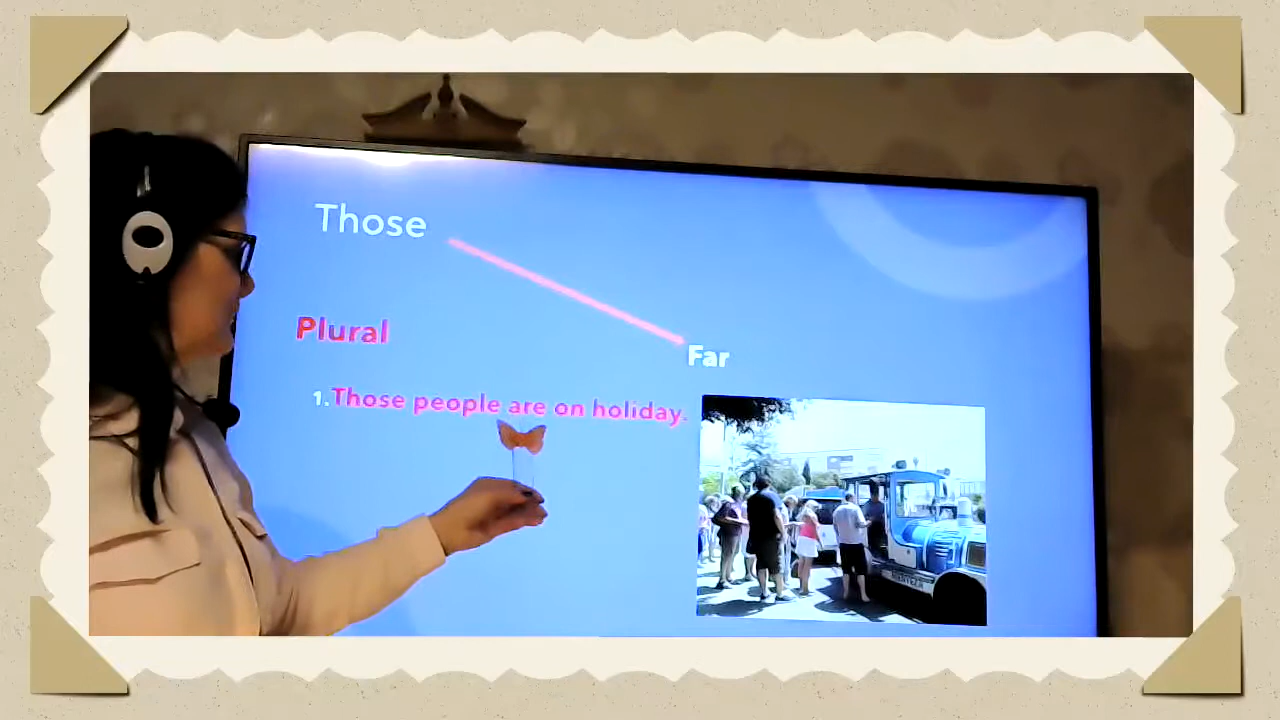 Those
Plural
Far
1.Those people are on holiday.